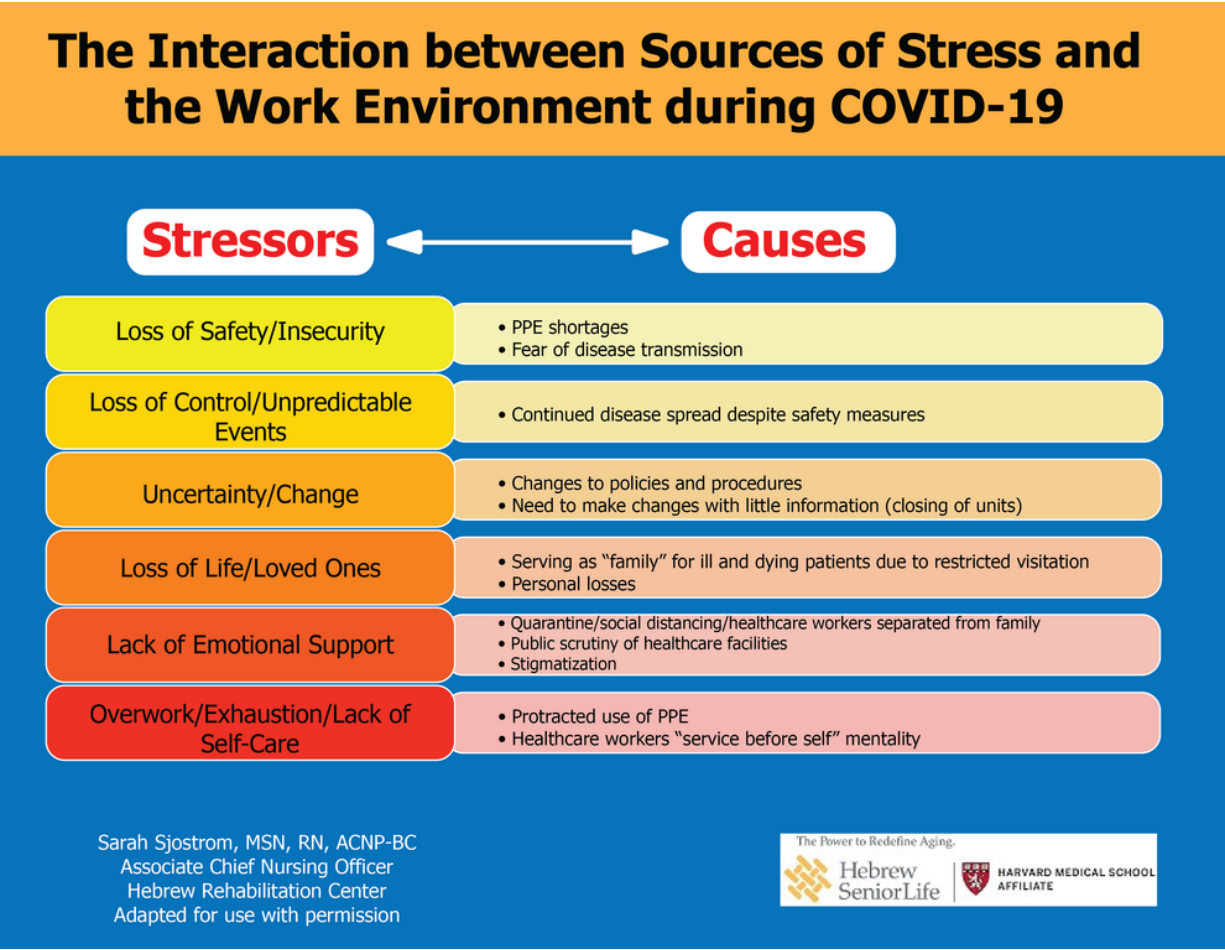 The Interaction between Sources of Stress and
the Work Environment during COVID-19
Stressors
Causes
Loss of Safety/Insecurity
• PPE shortages
• Fear of disease transmission
Loss of Control/Unpredictable
Events
• Continued disease spread despite safety measures
Uncertainty/Change
• Changes to policies and procedures
• Need to make changes with little information (closing of units)
Loss of Life/Loved Ones
• Serving as “family” for ill and dying patients due to restricted visitation
• Personal losses
Lack of Emotional Support
• Quarantine/social distancing/healthcare workers separated from family
• Public scrutiny of healthcare facilities
• Stigmatization
Overwork/Exhaustion/Lack of
Self-Care
• Protracted use of PPE
• Healthcare workers “service before self” mentality
Sarah Sjostrom, MSN, RN, ACNP-BC
Associate Chief Nursing Officer
Hebrew Rehabilitation Center
Adapted for use with permission
The Power to Redefine Aging.
Hebrew
SeniorLife
HARVARD MEDICAL SCHOOL
AFFILIATE